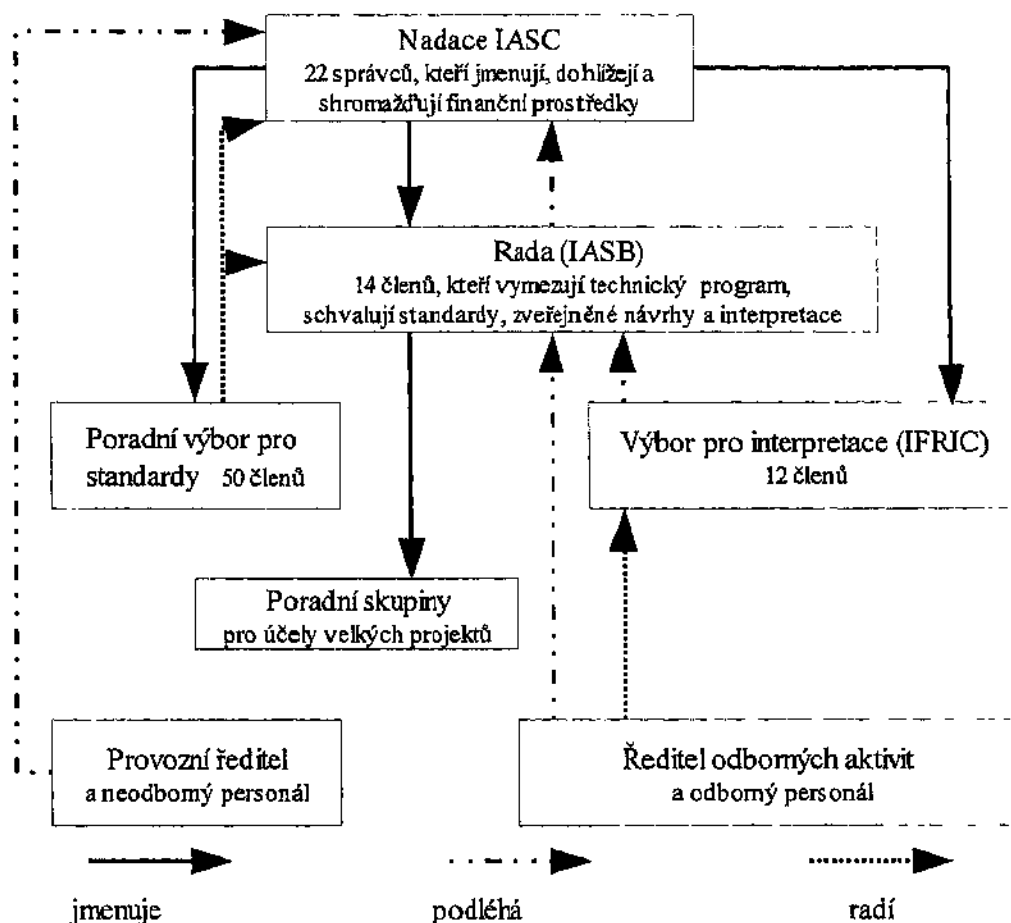 Nadace IASC
22 správců, kteří jmenují, dohlížejí a
shromažďují finanční prostředky
Rada (IASB)
14 členů, kteří vymezují technický program,
schvalují standardy, zveřejněné návrhy a interpretace
Poradní výbor pro
standardy 50 členů
Výbor pro interpretace (IFRIC)
12 členů
Poradní skupiny
pro účely velkých projektů
Provozní ředitel
a neodborný personál
Ředitel odborných aktivit
a odborný personál
jmenuje
podléhá
radí